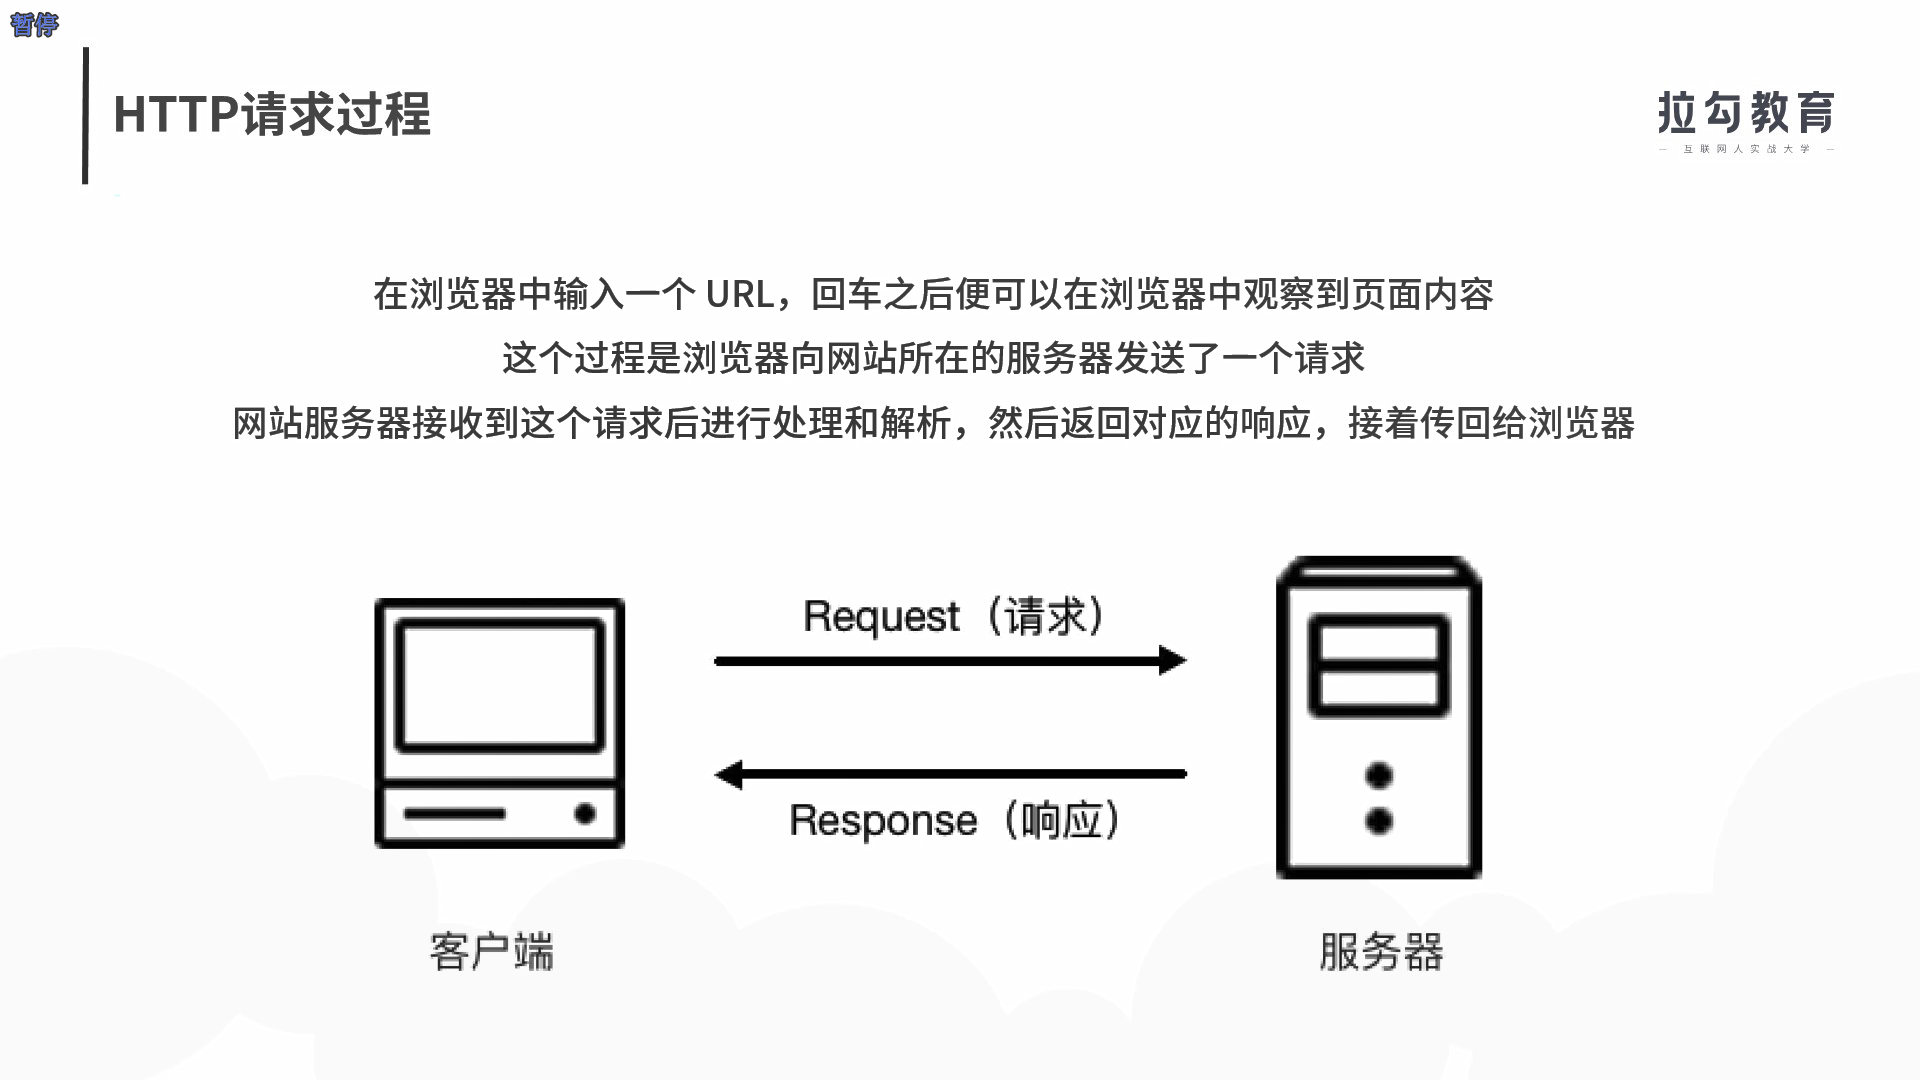 暂停
HTTP请求过程
拉勾教育
— 互联网人实战大学 —
在浏览器中输入一个 URL，回车之后便可以在浏览器中观察到页面内容
这个过程是浏览器向网站所在的服务器发送了一个请求
网站服务器接收到这个请求后进行处理和解析，然后返回对应的响应，接着传回给浏览器
Request（请求）
Response（响应）
客户端
服务器